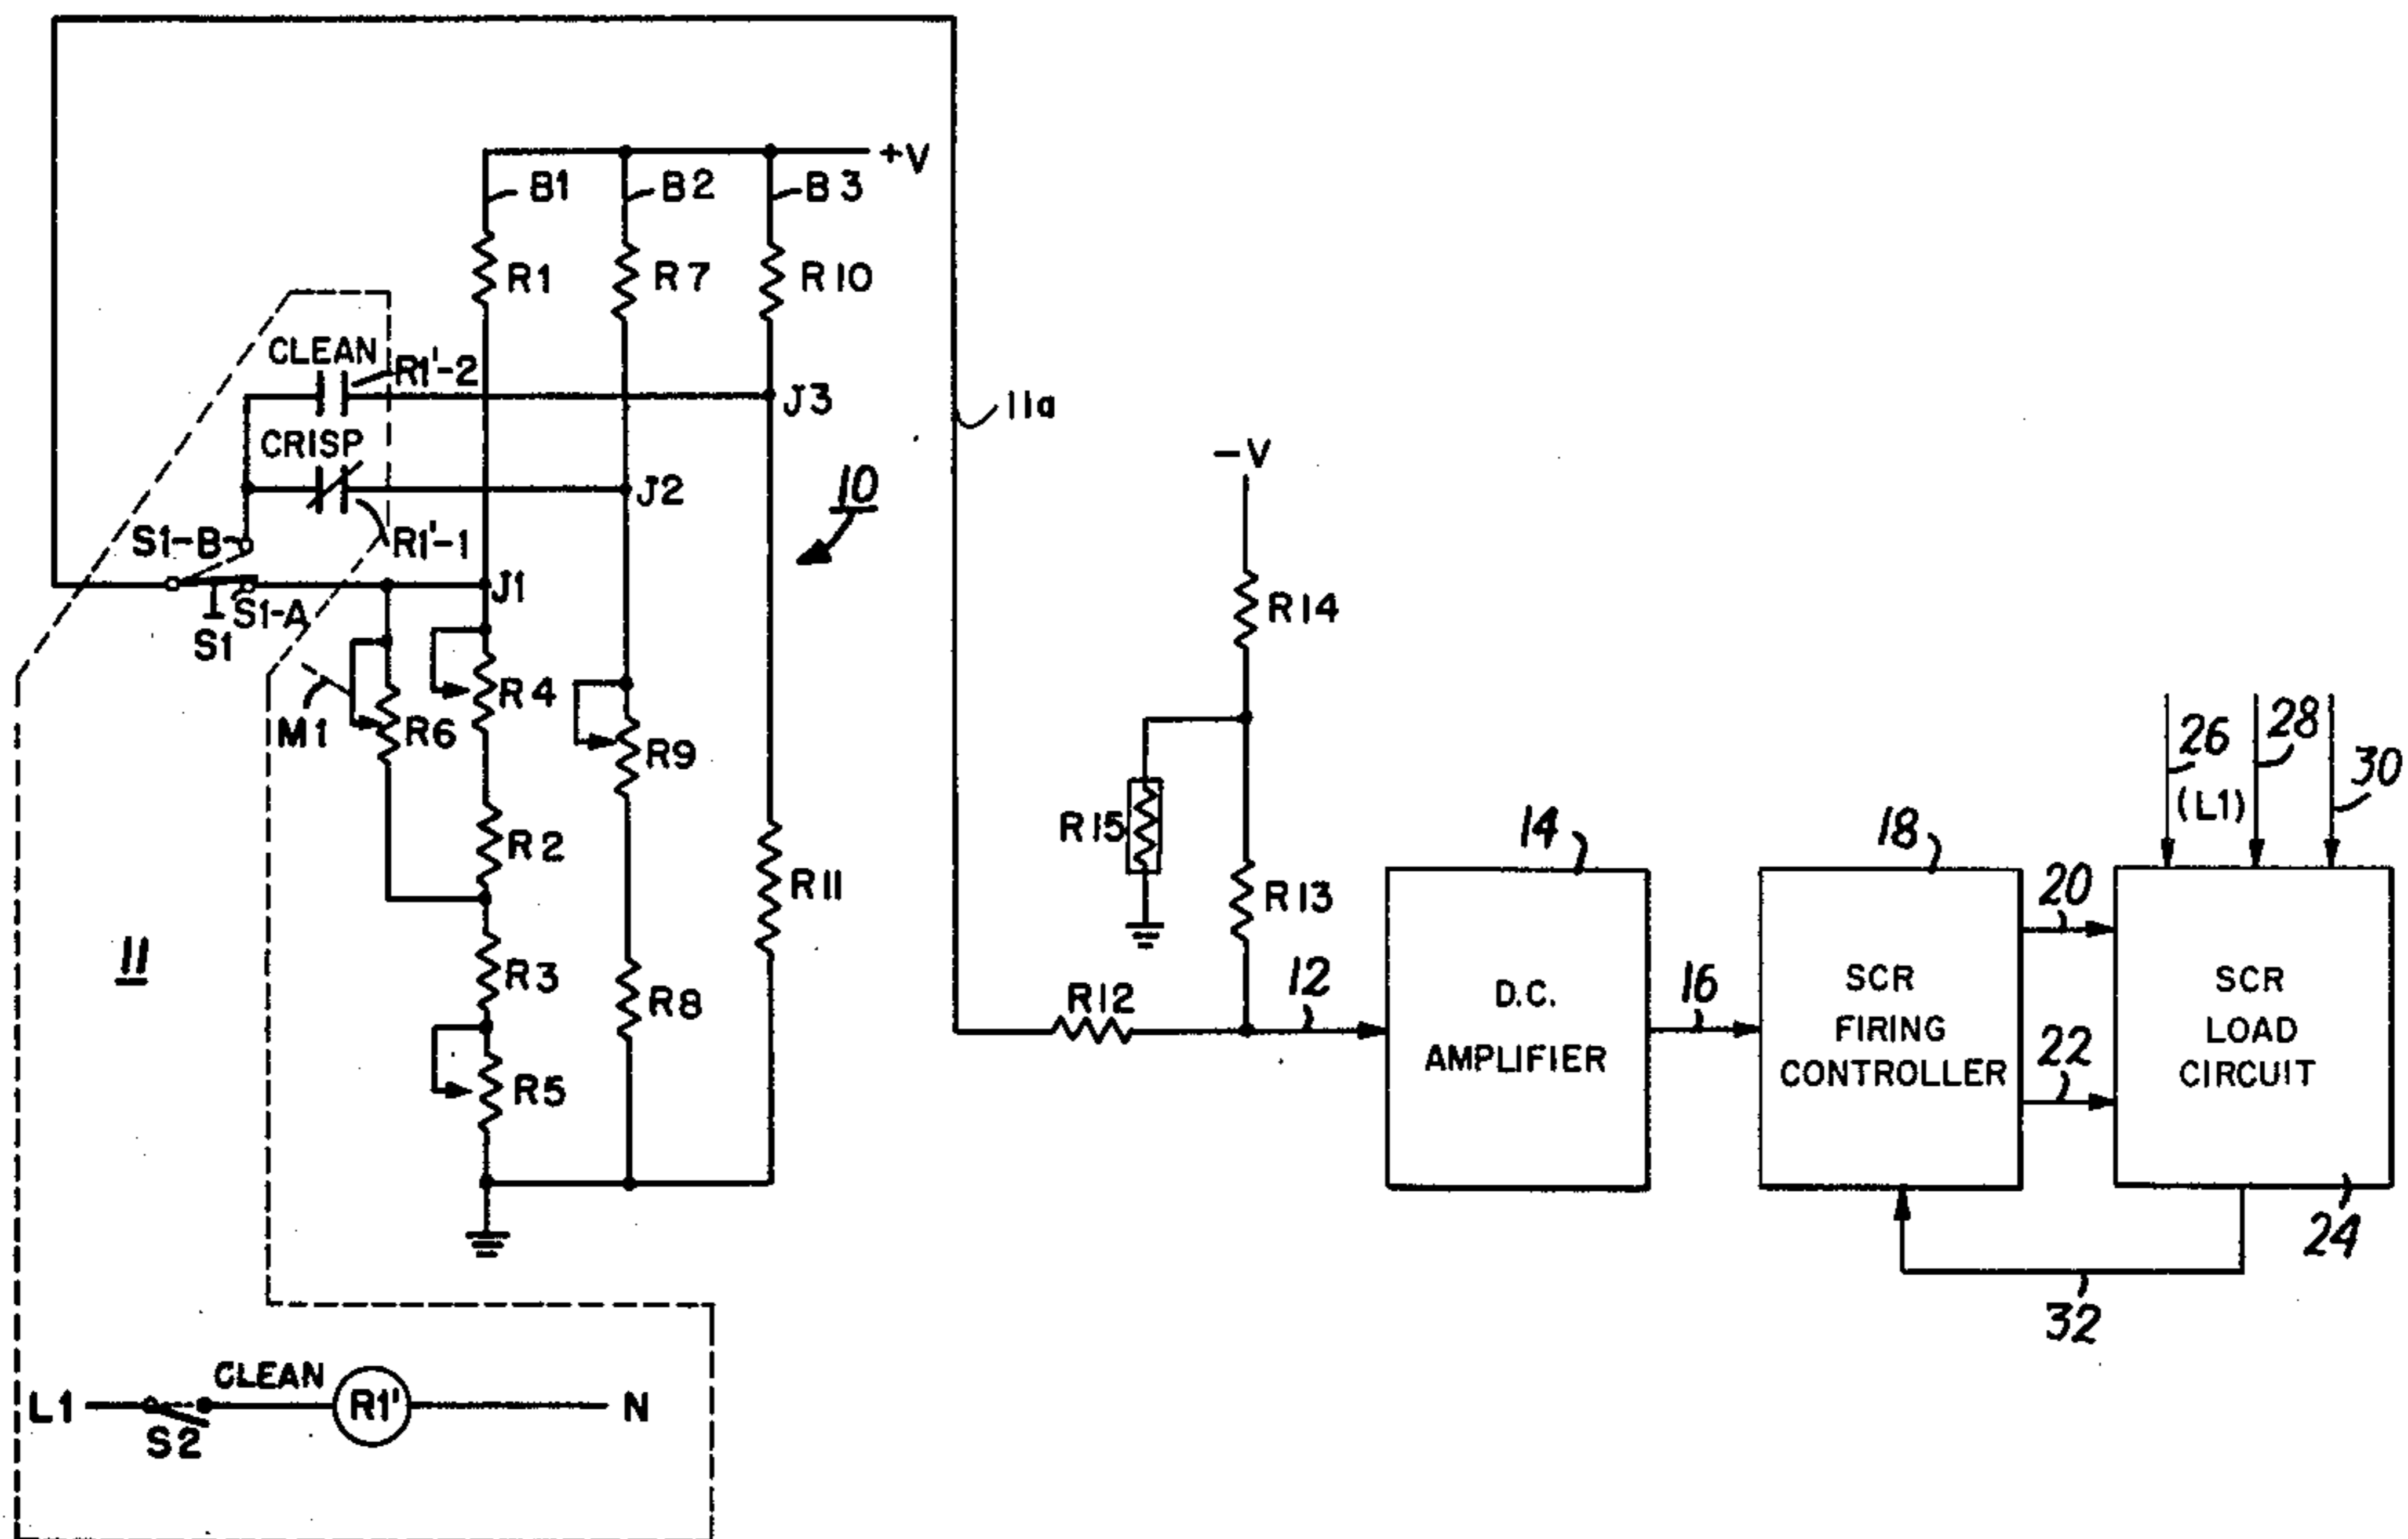 +V
B1
B2
B3
R1
R7
R10
CLEAN
R1'-2
J3
11a
CRISP
J2
10
-V
S1-B
R1'-1
J1
S1-A
S1
R14
M1
R6
R4
R9
26
(L1)
28
30
R15
R2
R11
R13
14
18
20
11
R3
R8
R12
12
D.C.
AMPLIFIER
16
SCR
FIRING
CONTROLLER
22
SCR
LOAD
CIRCUIT
R5
24
32
L1
S2
CLEAN
R1'
N